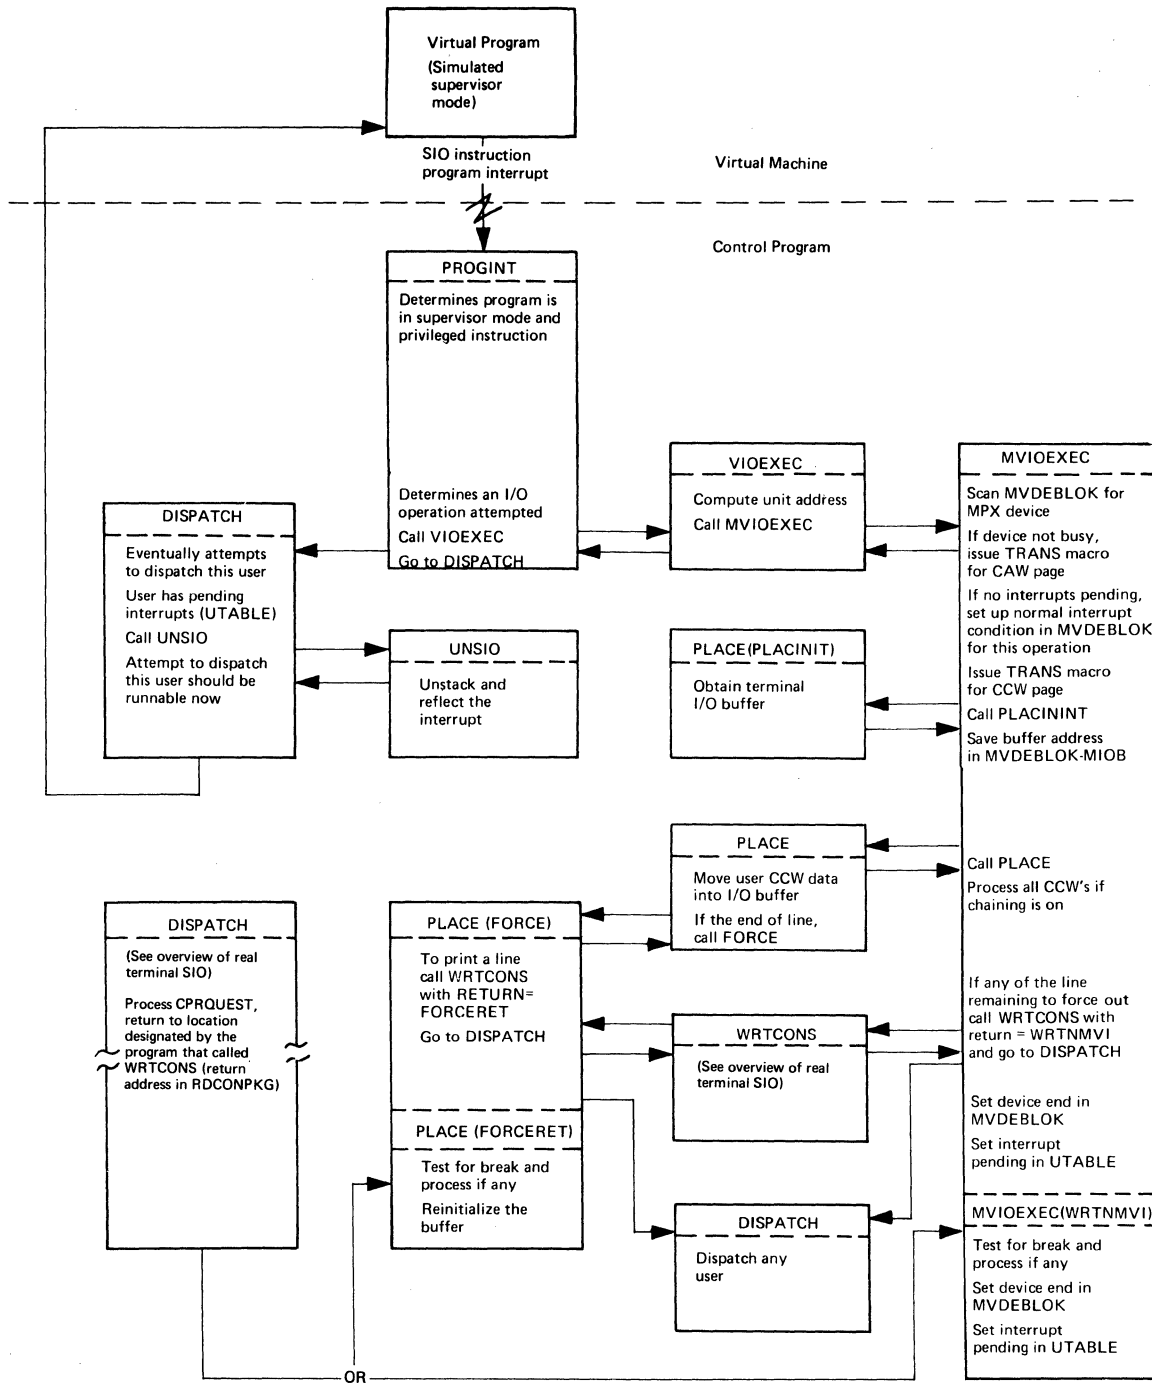 Virtual Program
(Simulated
supervisor
mode)
SIO instruction
program interrupt
Virtual Machine
Control Program
PROGINT
Determines program is
in supervisor mode and
privileged instruction
Determines an I/O
operation attempted
Call VIOEXEC
Go to DISPATCH
VIOEXEC
Compute unit address
Call MVIOEXEC
MVIOEXEC
Scan MVDEBLOK for
MPX device
If device not busy,
issue TRANS macro
for CAW page
If no interrupts pending,
set up normal interrupt
condition in MVDEBLOK
for this operation
Issue TRANS macro
for CCW page
Call PLACININT
Save buffer address
in MVDEBLOK-MIOB
DISPATCH
Eventually attempts
to dispatch this user
User has pending
interrupts (UTABLE)
Call UNSIO
Attempt to dispatch
this user should be
runnable now
UNSIO
Unstack and
reflect the
interrupt
PLACE(PLACINIT)
Obtain terminal
I/O buffer
PLACE
Move user CCW data
into I/O buffer
If the end of line,
call FORCE
Call PLACE
Process all CCW's if
chaining is on
DISPATCH
(See overview of real
terminal SIO)
Process CPRQUEST,
return to location
designated by the
program that called
WRTCONS (return
address in RDCONPKG)
PLACE (FORCE)
To print a line
call WRTCONS
with RETURN=
FORCERET
Go to DISPATCH
WRTCONS
(See overview of real
terminal SIO)
If any of the line
remaining to force out
call WRTCONS with
return = WRTNMVI
and go to DISPATCH
Set device end in
MVDEBLOK
Set interrupt
pending in UTABLE
PLACE (FORCERET)
Test for break and
process if any
Reinitialize the
buffer
DISPATCH
Dispatch any
user
MVIOEXEC(WRTNMVI)
Test for break and
process if any
Set device end in
MVDEBLOK
Set interrupt
pending in UTABLE
OR